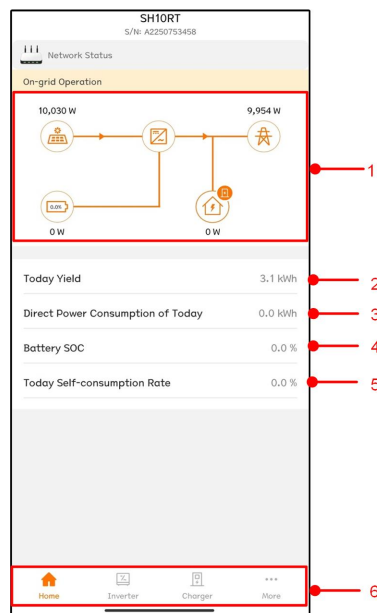 SH10RT
S/N: A2250753458
Network Status
On-grid Operation
10,030 W
9,954 W
0.0%
0 W
0 W
1
Today Yield 3.1 kWh 2
Direct Power Consumption of Today 0.0 kWh 3
Battery SOC 0.0 % 4
Today Self-consumption Rate 0.0 % 5
Home Inverter Charger More 6